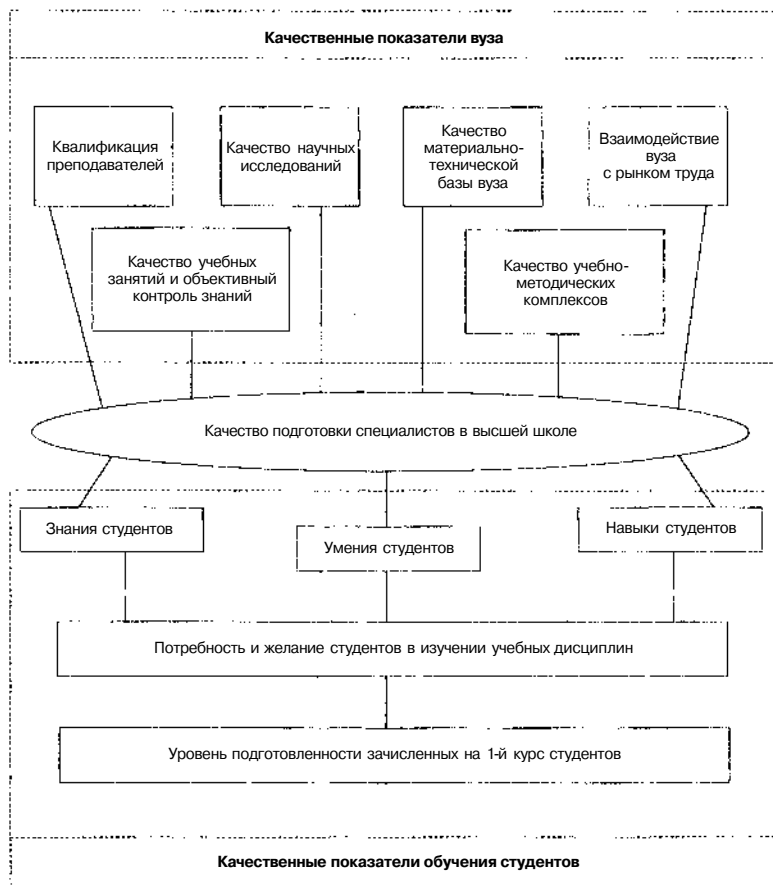 Качественные показатели вуза
Квалификация
преподавателей
Качество научных
исследований
Качество
материально-
технической
базы вуза
Взаимодействие
вуза
с рынком труда
Качество учебных
занятий и объективный
контроль знаний
Качество учебно-
методических
комплексов
Качество подготовки специалистов в высшей школе
Знания студентов
Умения студентов
Навыки студентов
Потребность и желание студентов в изучении учебных дисциплин
Уровень подготовленности зачисленных на 1-й курс студентов
Качественные показатели обучения студентов